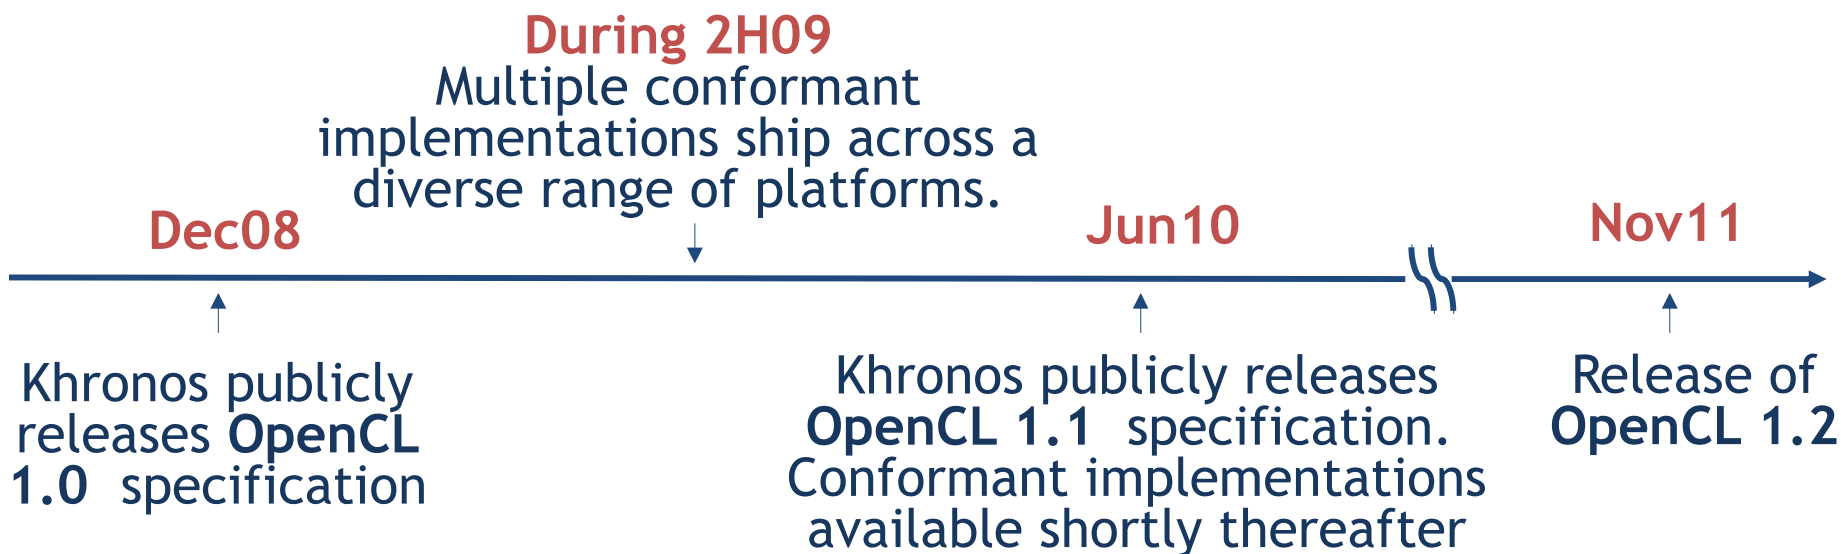 During 2H09
Multiple conformant
implementations ship across a
diverse range of platforms.
Dec08
Jun10
Nov11
Khronos publicly
releases OpenCL
1.0 specification
Khronos publicly releases
OpenCL 1.1 specification.
Conformant implementations
available shortly thereafter
Release of
OpenCL 1.2